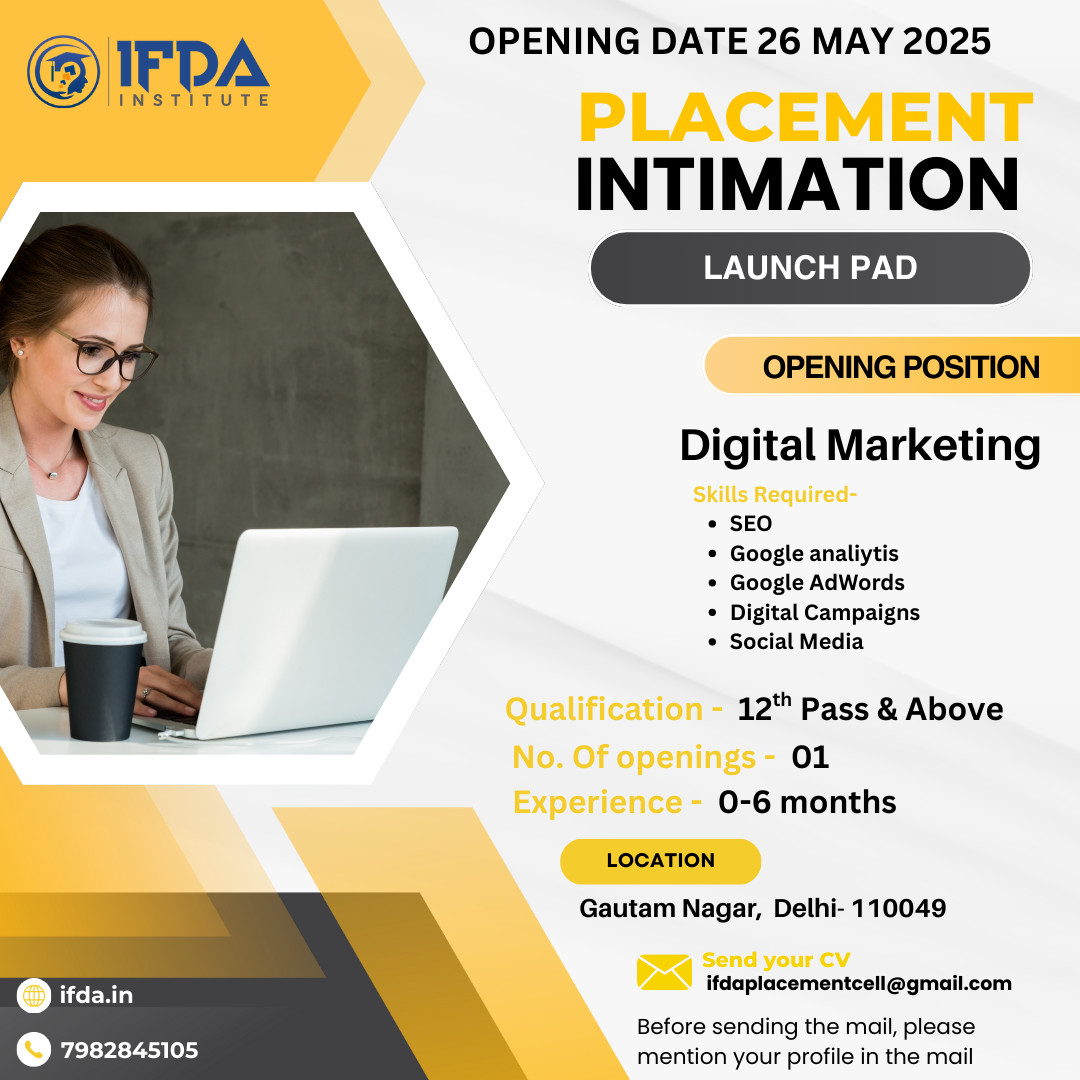 IFDA
INSTITUTE
OPENING DATE 26 MAY 2025
PLACEMENT
INTIMATION
LAUNCH PAD
OPENING POSITION
Digital Marketing
Skills Required-
• SEO
• Google analiytis
• Google AdWords
• Digital Campaigns
• Social Media
Qualification - 12th Pass & Above
No. Of openings - 01
Experience - 0-6 months
LOCATION
Gautam Nagar, Delhi- 110049
Send your CV
ifdaplacementcell@gmail.com
Before sending the mail, please
mention your profile in the mail
ifda.in
7982845105